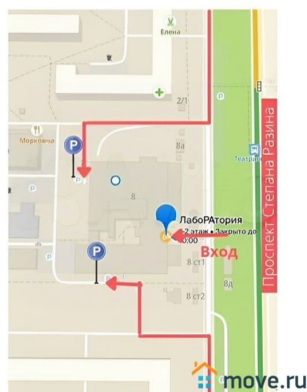 Елена
2/1
Моревача
P
8а
Театрал
8
ЛабоРАтория
2 этаж • Закрыто до
0:00
Вход
8 ст1
8д
8 ст2
Проспект Степана Разина
P
move.ru